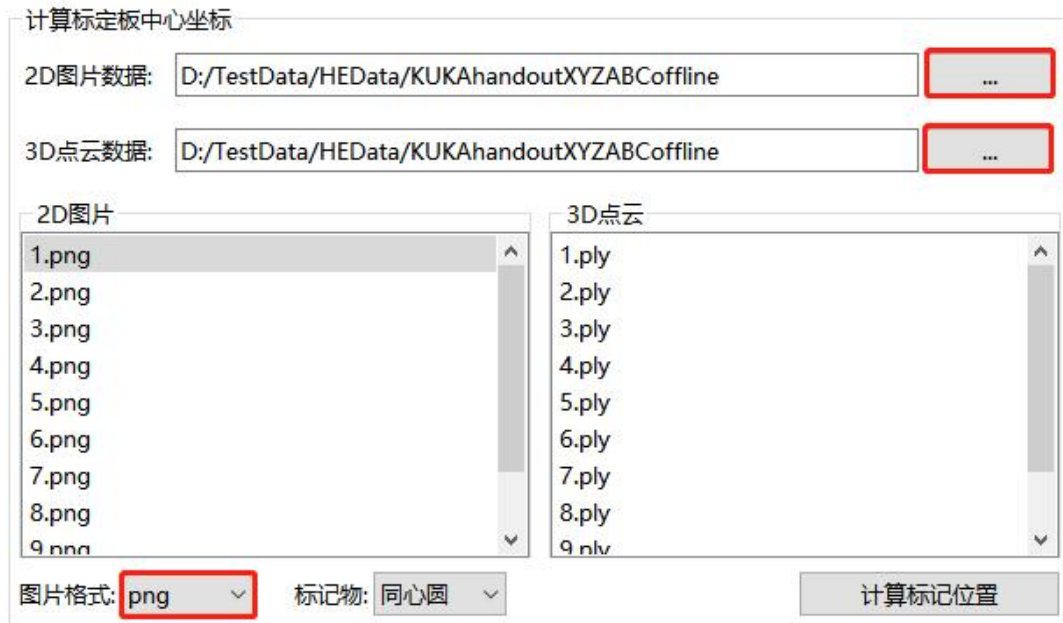 计算标定板中心坐标
2D图片数据: D:/TestData/HEData/KUKAhandoutXYZABCoffline ...
3D点云数据: D:/TestData/HEData/KUKAhandoutXYZABCoffline ...
2D图片 3D点云
1.png 1.ply
2.png 2.ply
3.png 3.ply
4.png 4.ply
5.png 5.ply
6.png 6.ply
7.png 7.ply
8.png 8.ply
9.png 9.ply
图片格式: png 标记物: 同心圆 计算标记位置